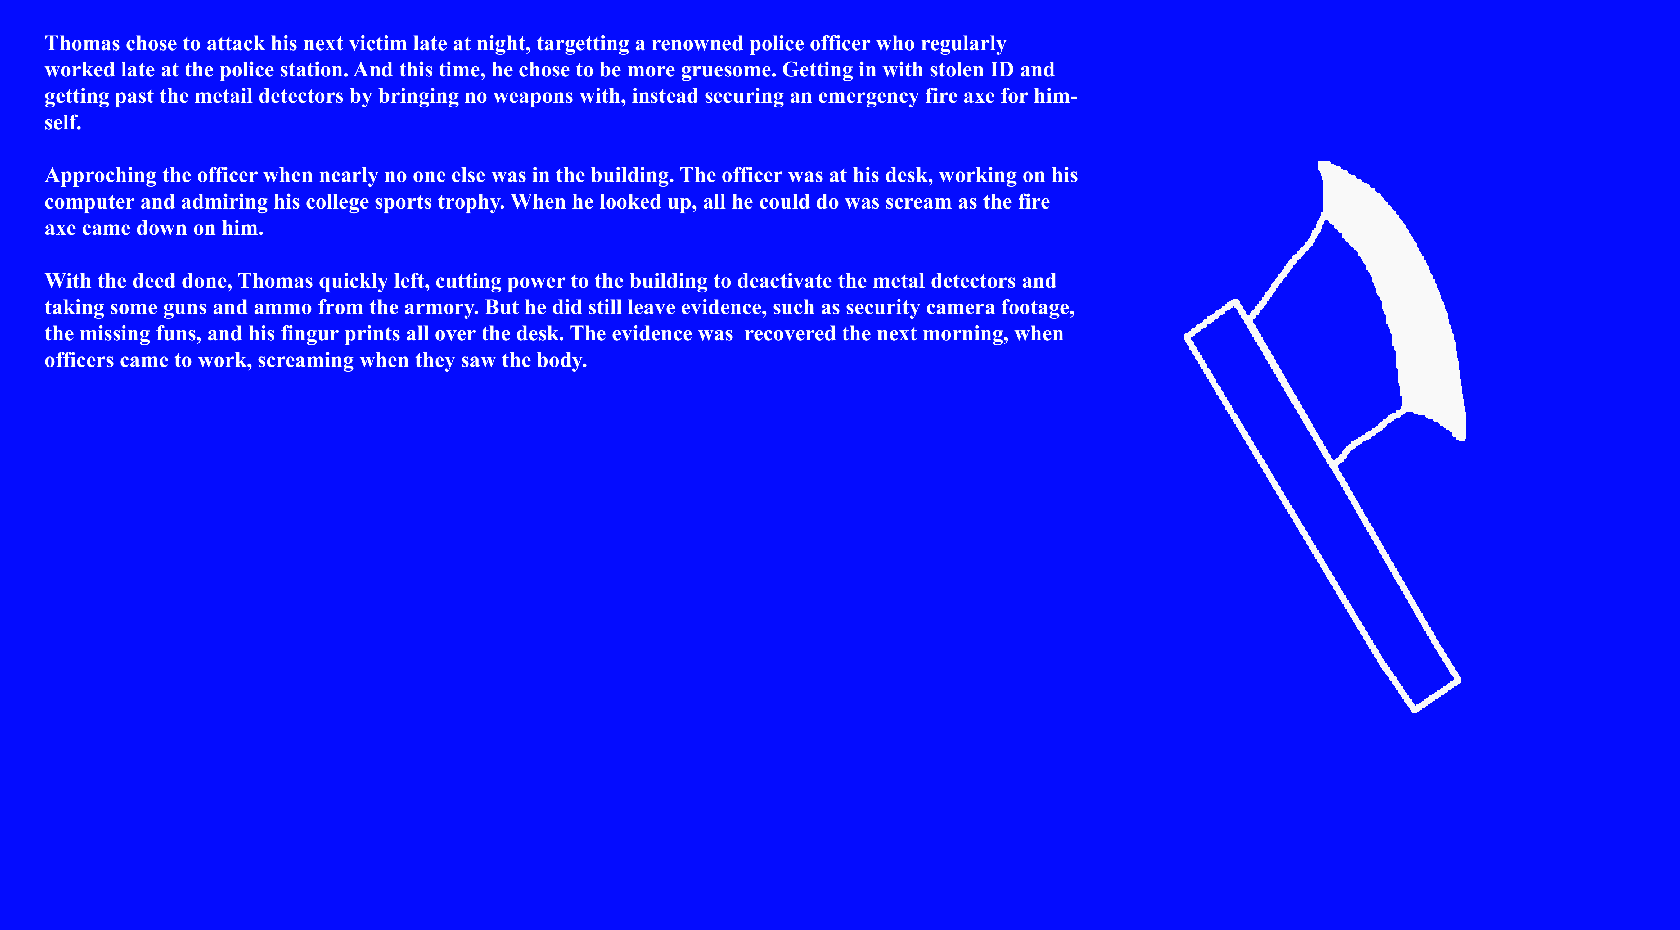 Thomas chose to attack his next victim late at night, targetting a renowned police officer who regularly
worked late at the police station. And this time, he chose to be more gruesome. Getting in with stolen ID and
getting past the metail detectors by bringing no weapons with, instead securing an emergency fire axe for him-
self.
Approching the officer when nearly no one else was in the building. The officer was at his desk, working on his
computer and admiring his college sports trophy. When he looked up, all he could do was scream as the fire
axe came down on him.
With the deed done, Thomas quickly left, cutting power to the building to deactivate the metal detectors and
taking some guns and ammo from the armory. But he did still leave evidence, such as security camera footage,
the missing funs, and his fingur prints all over the desk. The evidence was  recovered the next morning, when
officers came to work, screaming when they saw the body.